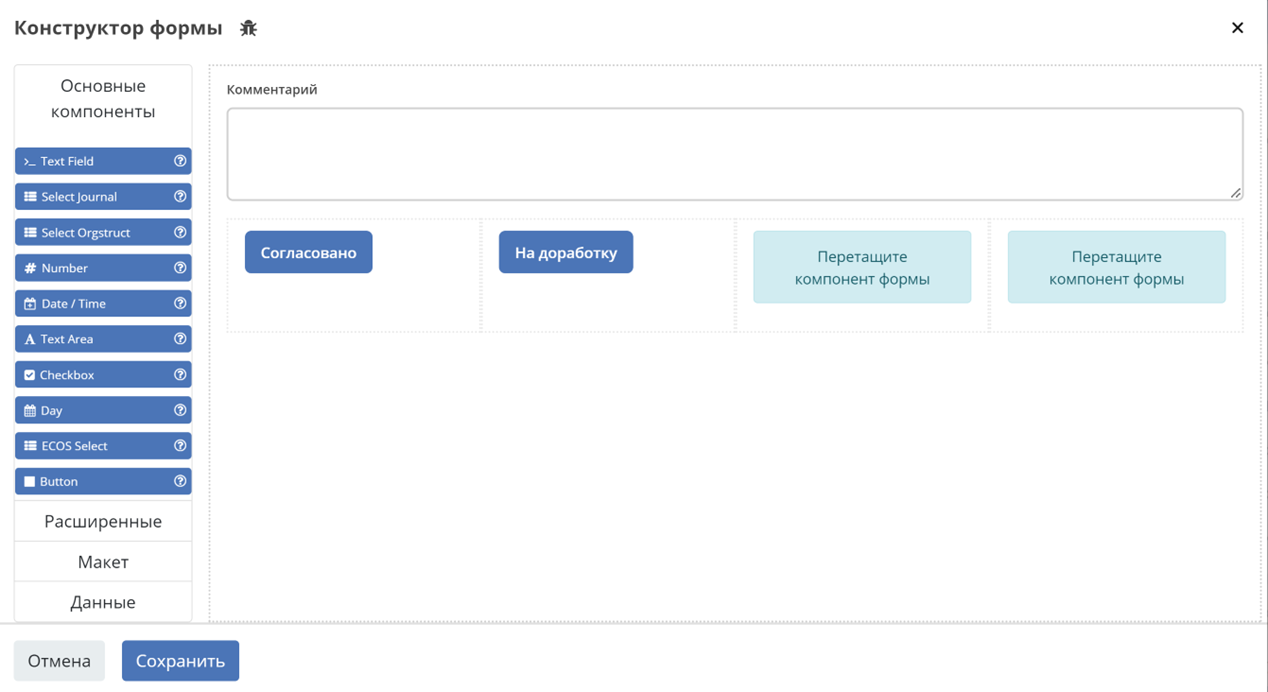 Конструктор формы
Основные
компоненты
Text Field
Select Journal
Select Orgstruct
Number
Date / Time
Text Area
Checkbox
Day
ECOS Select
Button
Расширенные
Макет
Данные
Комментарий
Согласовано
На доработку
Перетащите
компонент формы
Перетащите
компонент формы
Отмена
Сохранить